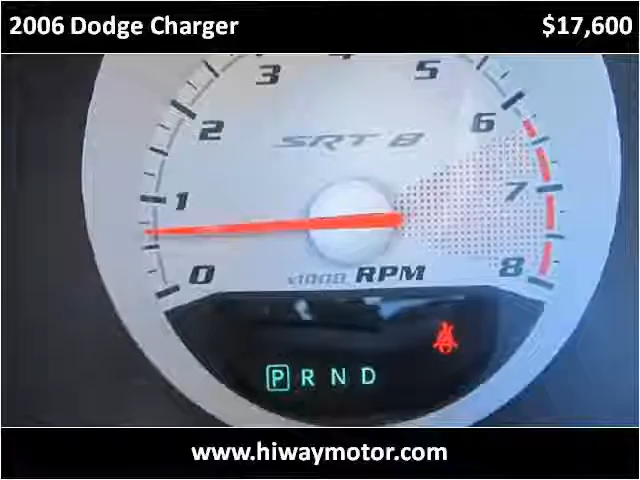 2006 Dodge Charger $17,600
3 4 5
2 6
SRT 8
1 7
0 x1000 RPM 8
P R N D
www.hiwaymotor.com